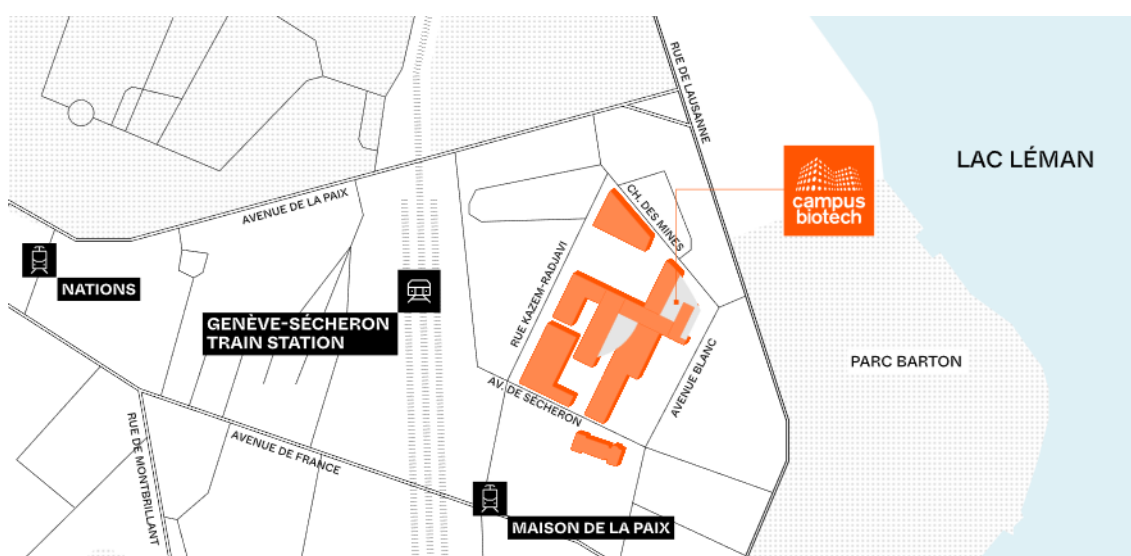 RUE DE LAUSANNE
LAC LÉMAN
campus
biotech
AVENUE DE LA PAIX
CH. DES MINES
NATIONS
RUE KAZEM-RADJAVI
GENÈVE-SÉCHERON
TRAIN STATION
PARC BARTON
AVENUE BLANC
AV. DE SÉCHERON
RUE DE MONTBRILLANT
AVENUE DE FRANCE
MAISON DE LA PAIX